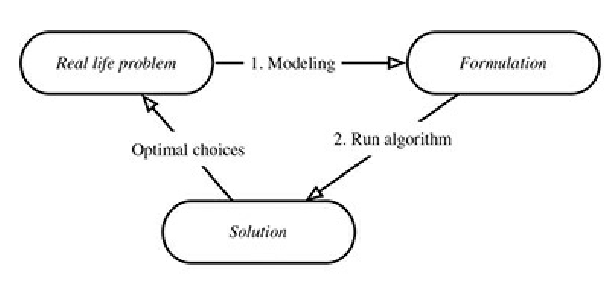 Real life problem
1. Modeling
Formulation
2. Run algorithm
Optimal choices
Solution